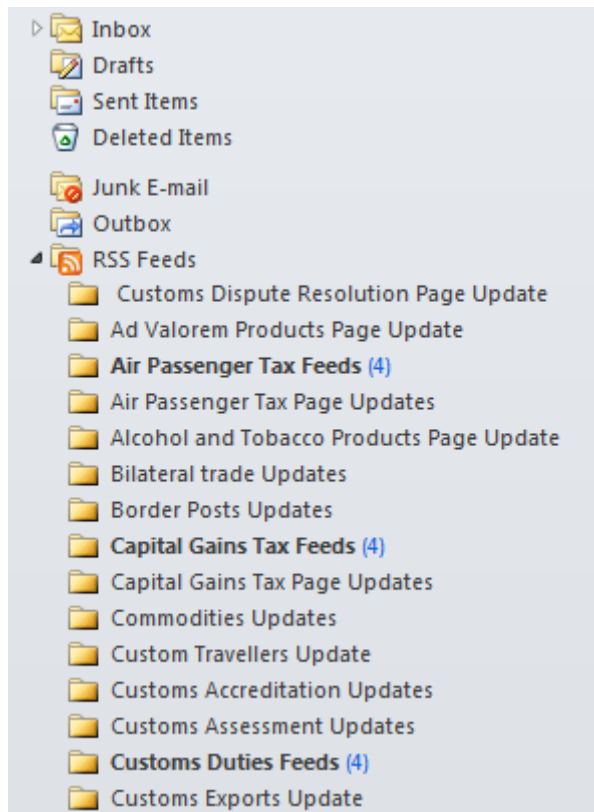 Inbox
Drafts
Sent Items
Deleted Items
Junk E-mail
Outbox
RSS Feeds
Customs Dispute Resolution Page Update
Ad Valorem Products Page Update
Air Passenger Tax Feeds (4)
Air Passenger Tax Page Updates
Alcohol and Tobacco Products Page Update
Bilateral trade Updates
Border Posts Updates
Capital Gains Tax Feeds (4)
Capital Gains Tax Page Updates
Commodities Updates
Custom Travellers Update
Customs Accreditation Updates
Customs Assessment Updates
Customs Duties Feeds (4)
Customs Exports Update